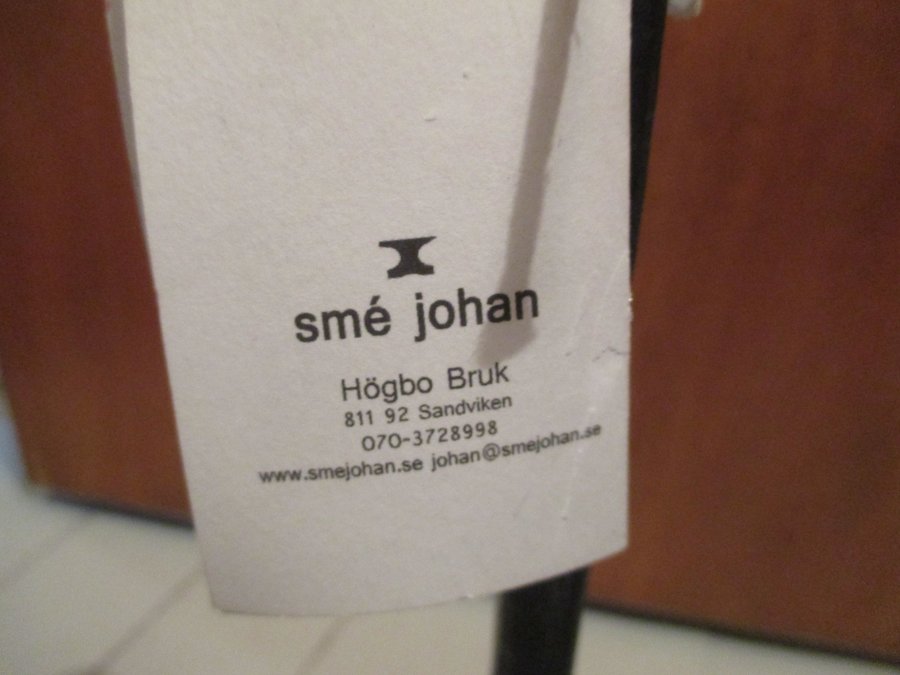 smé johan
Högbo Bruk
811 92 Sandviken
070-3728998
www.smejohan.se johan@smejohan.se